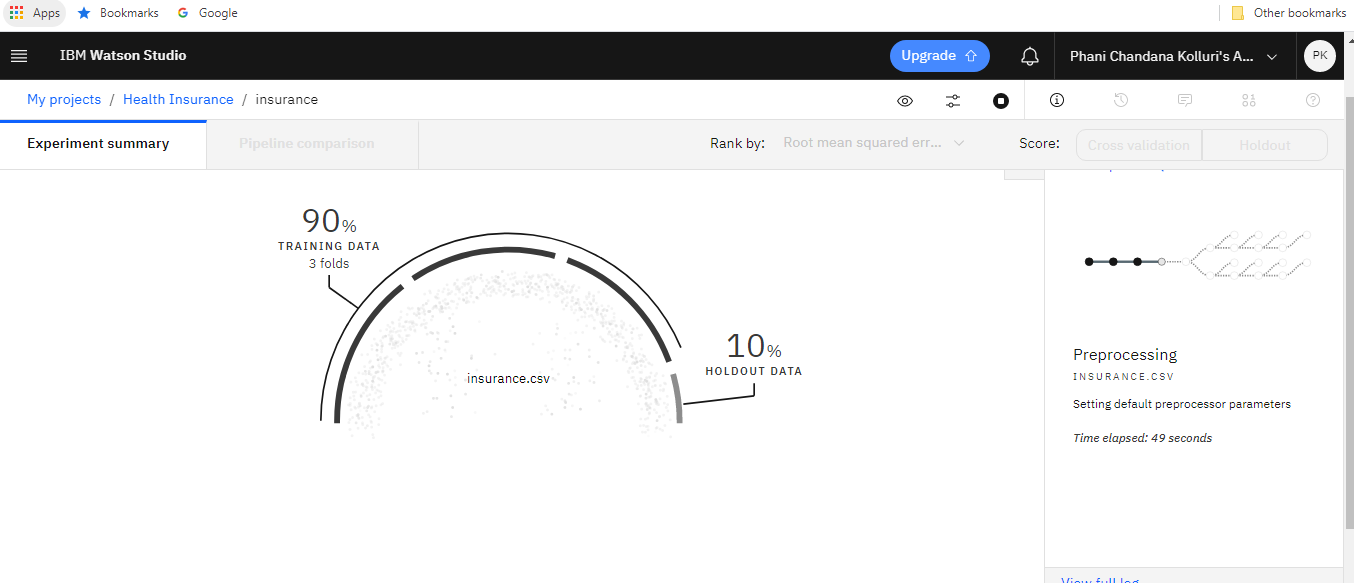 Apps Bookmarks Google Other bookmarks
IBM Watson Studio Upgrade Phani Chandana Kolluri's A... PK
My projects / Health Insurance / insurance
Experiment summary Pipeline comparison Rank by: Root mean squared err... Score: Cross validation Holdout
90%
TRAINING DATA
3 folds
10%
HOLDOUT DATA
insurance.csv
Preprocessing
INSURANCE.CSV
Setting default preprocessor parameters
Time elapsed: 49 seconds
View full log